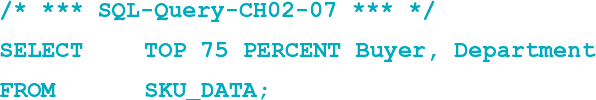 /* *** SQL-Query-CH02-07 *** */
SELECT TOP 75 PERCENT Buyer, Department
FROM SKU_DATA;